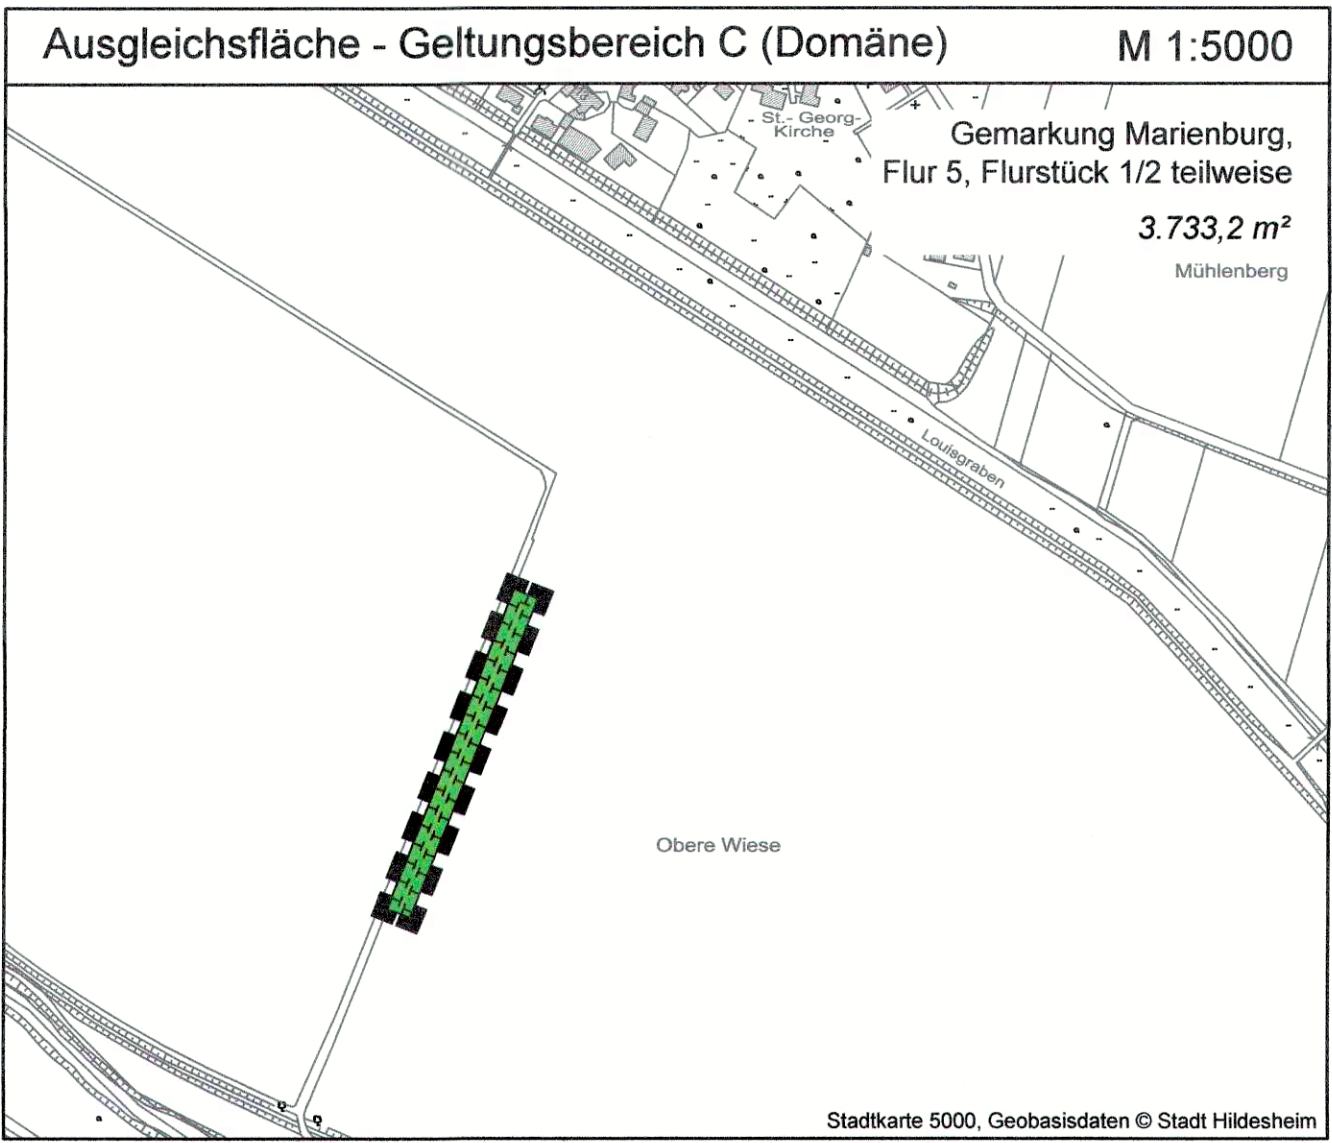 Ausgleichsfläche - Geltungsbereich C (Domäne) M 1:5000
St.- Georg-
Kirche
Gemarkung Marienburg,
Flur 5, Flurstück 1/2 teilweise
3.733,2 m²
Mühlenberg
Louisgraben
Obere Wiese
Stadtkarte 5000, Geobasisdaten © Stadt Hildesheim